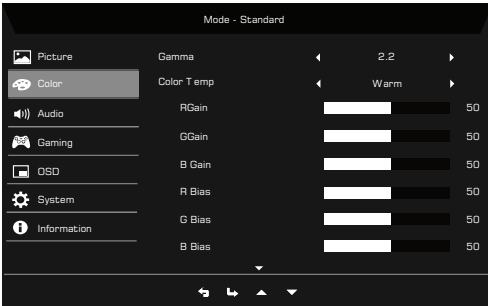 Mode - Standard
Picture
Color
Audio
Gaming
OSD
System
Information
Gamma 2.2
Color Temp Warm
RGain 50
GGain 50
B Gain 50
R Bias 50
G Bias 50
B Bias 50